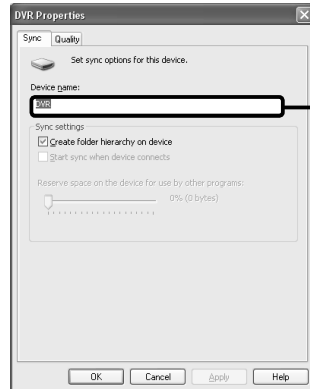 DVR Properties
Sync Quality
Set sync options for this device.
Device name:
DVR
Sync settings
Create folder hierarchy on device
Start sync when device connects
Reserve space on the device for use by other programs:
0% (0 bytes)
OK Cancel Apply Help